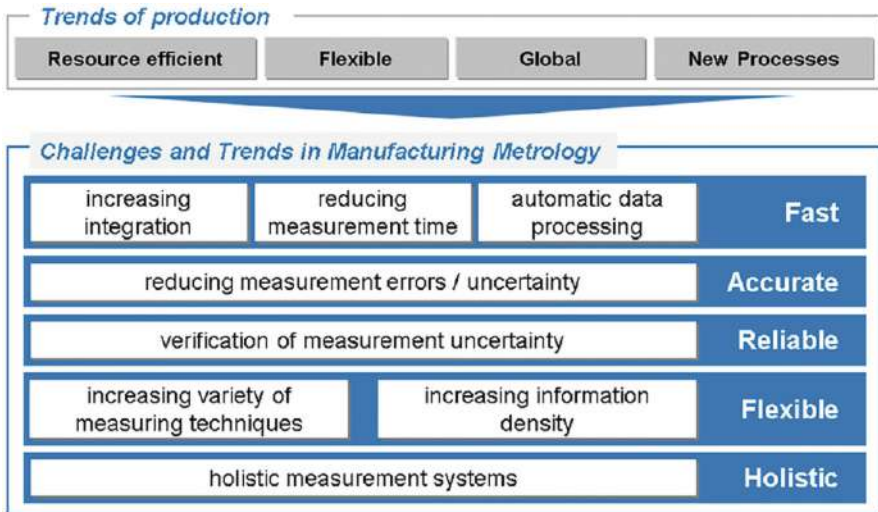 Trends of production
Resource efficient
Flexible
Global
New Processes
Challenges and Trends in Manufacturing Metrology
increasing
integration
reducing
measurement time
automatic data
processing
Fast
reducing measurement errors / uncertainty
Accurate
verification of measurement uncertainty
Reliable
increasing variety of
measuring techniques
increasing information
density
Flexible
holistic measurement systems
Holistic